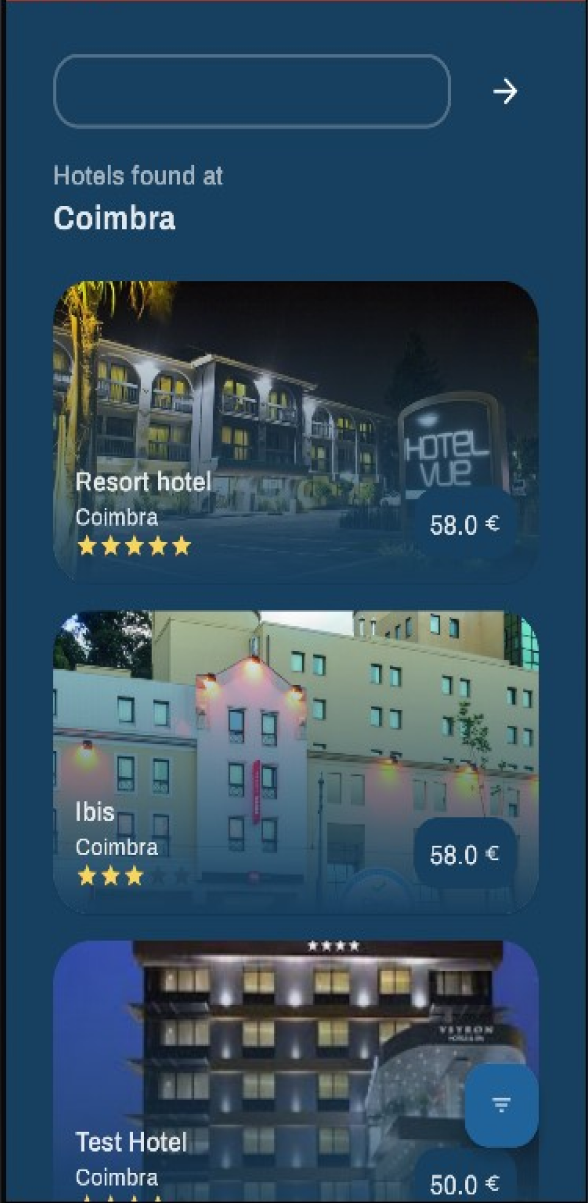 Hotels found at
Coimbra
HOTEL
VUE
Resort hotel
Coimbra
58.0 €
Ibis
Coimbra
58.0 €
VEYRON
Test Hotel
Coimbra
50.0 €